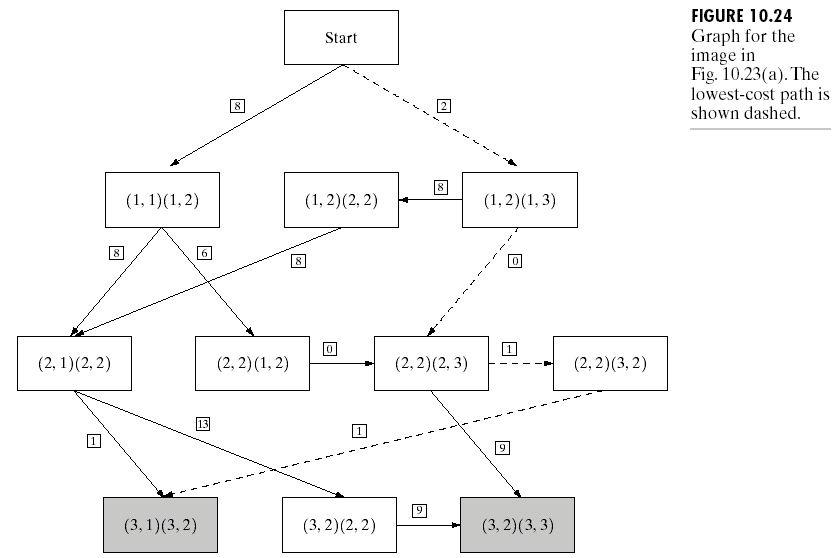 Start
FIGURE 10.24
Graph for the
image in
Fig. 10.23(a). The
lowest-cost path is
shown dashed.
8
2
(1, 1)(1, 2)
(1, 2)(2, 2)
8
(1, 2)(1, 3)
8
6
8
0
(2, 1)(2, 2)
(2, 2)(1, 2)
0
(2, 2)(2, 3)
1
(2, 2)(3, 2)
1
13
1
9
(3, 1)(3, 2)
(3, 2)(2, 2)
9
(3, 2)(3, 3)